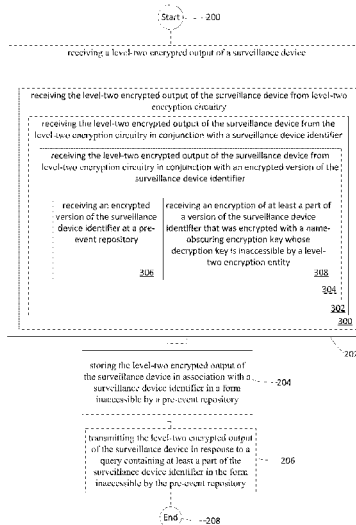 Start
200
receiving a level-two encrypted output of a surveillance device
receiving the level-two encrypted output of the surveillance device from level-two
encryption circuitry
receiving the level-two encrypted output of the surveillance device from the
level-two encryption circuitry in conjunction with a surveillance device identifier
receiving the level-two encrypted output of the surveillance device from
level-two encryption circuitry in conjunction with an encrypted version of the
surveillance device identifier
receiving an encrypted
version of the surveillance
device identifier at a pre-
event repository
306
receiving an encryption of at least a part of
a version of the surveillance device
identifier that was encrypted with a name-
obscuring encryption key whose
decryption key is inaccessible by a level-
two encryption entity
308
304
302
300
202
storing the level-two encrypted output of
the surveillance device in association with a
surveillance device identifier in a form
inaccessible by a pre-event repository
204
transmitting the level-two encrypted output
of the surveillance device in response to a
query containing at least a part of the
surveillance device identifier in the form
inaccessible by the pre-event repository
206
End
208